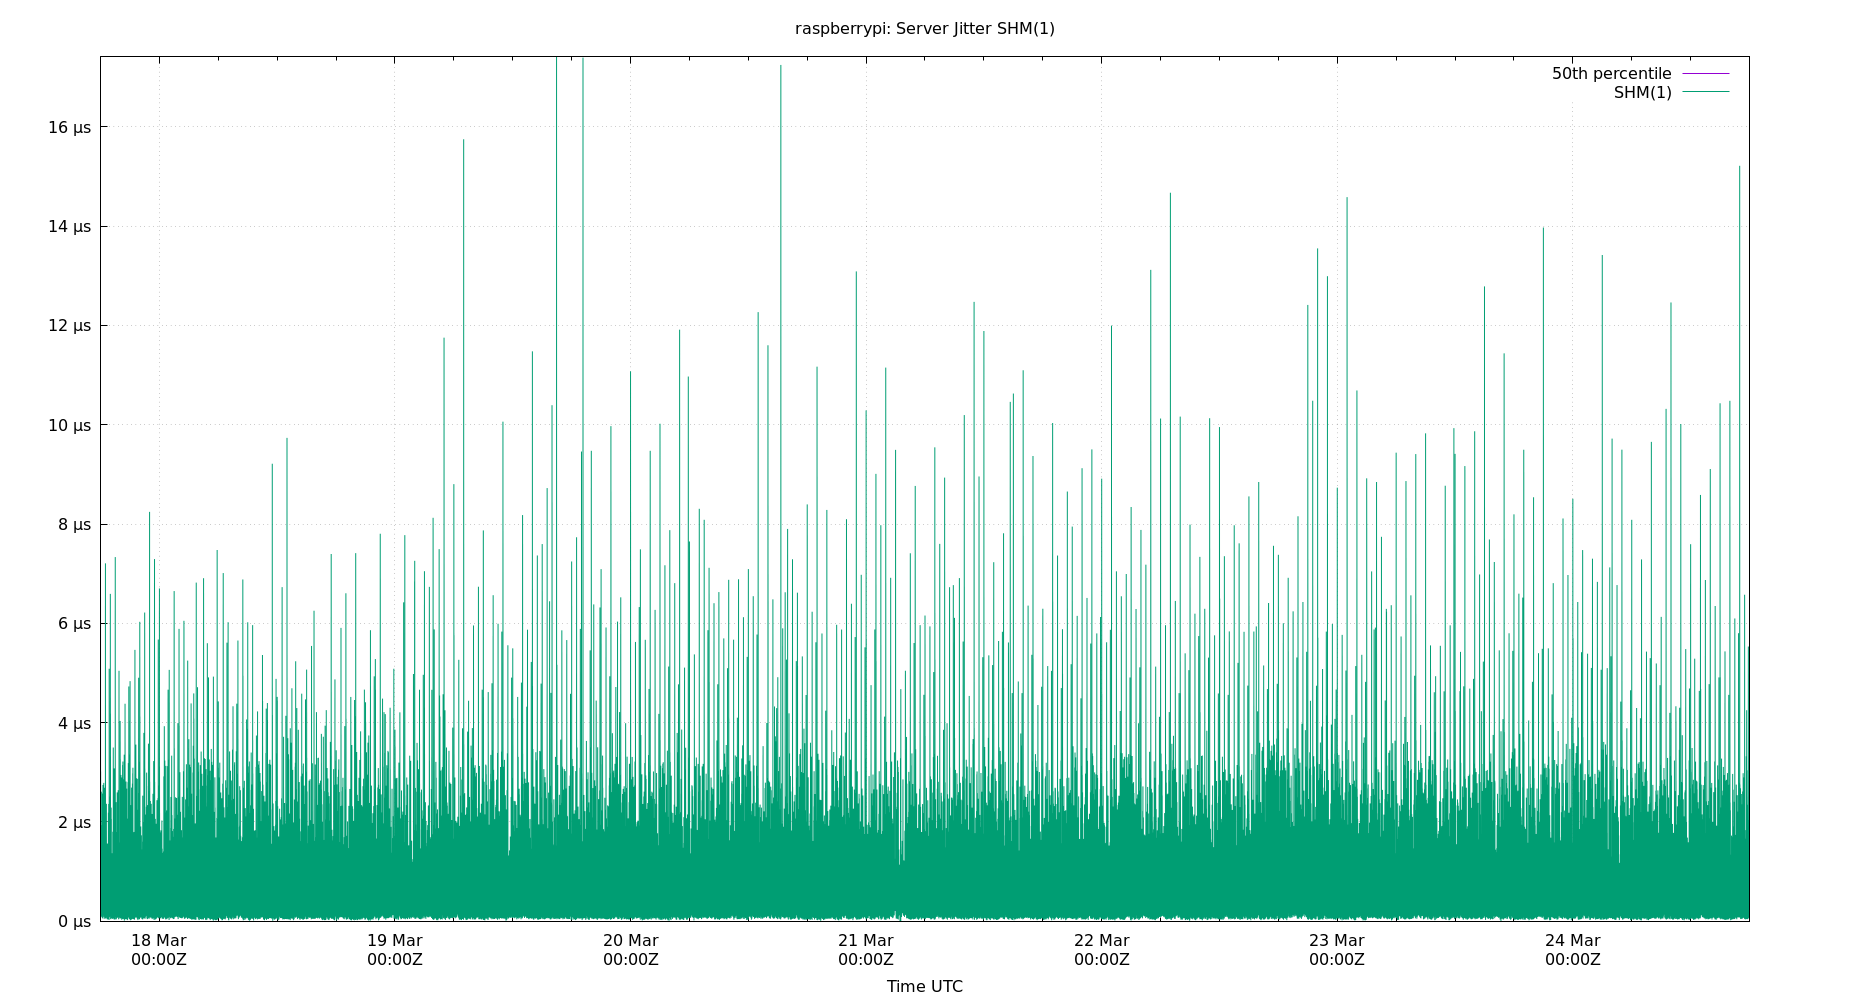 raspberrypi: Server Jitter SHM(1)
50th percentile
SHM(1)
16 µs
14 µs
12 µs
10 µs
8 µs
6 µs
4 µs
2 µs
0 µs
18 Mar 19 Mar 20 Mar 21 Mar 22 Mar 23 Mar 24 Mar
00:00Z 00:00Z 00:00Z 00:00Z 00:00Z 00:00Z 00:00Z
Time UTC